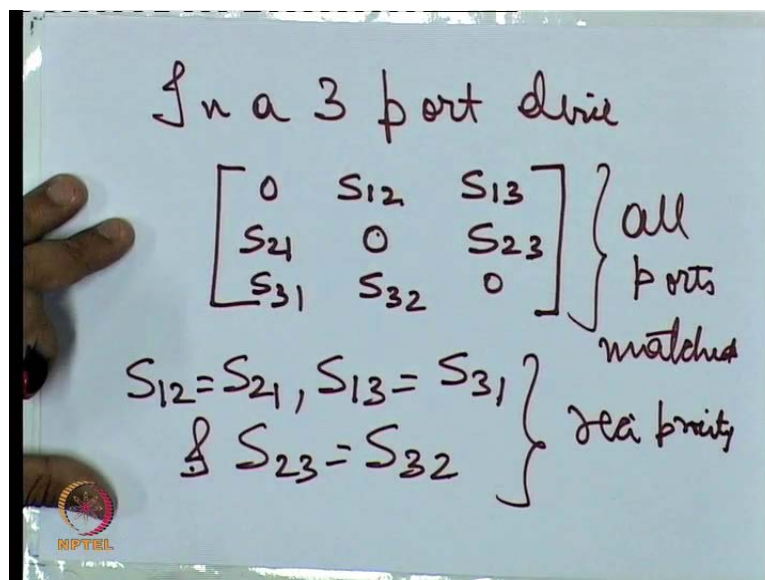 In a 3 port device
0 S12 S13
S21 0 S23
S31 S32 0
all
ports
matched
S12=S21, S13=S31
& S23=S32
reciprocity
NPTEL